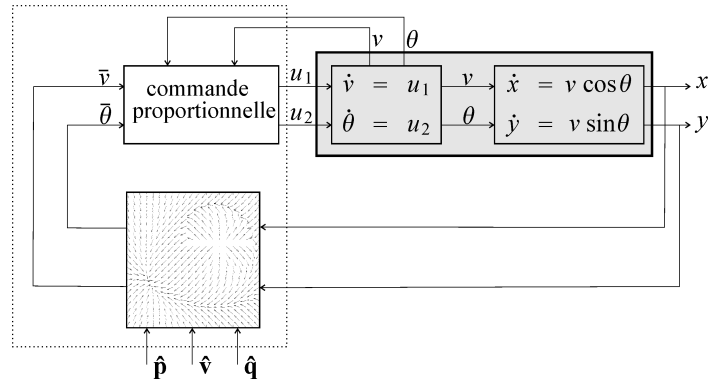 v θ
v̄
θ̄
commande
proportionnelle
u₁
u₂
v̇ = u₁
θ̇ = u₂
v
θ
ẋ = v cosθ
ẏ = v sinθ
x
y
p̂ v̂ q̂